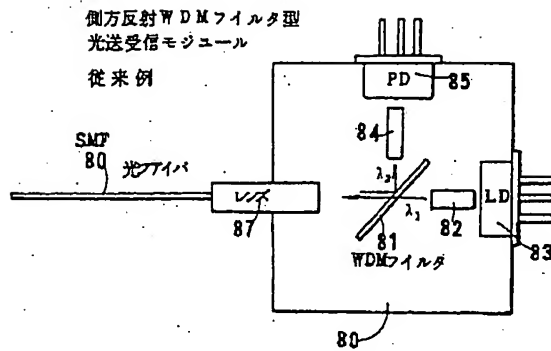 側方反射WDMフイルタ型
光送受信モジュール
従来例
PD
85
84
SMF
80
光ファイバ
レンズ
87
λ₂
λ₁
81
WDMフイルタ
82
LD
83
80